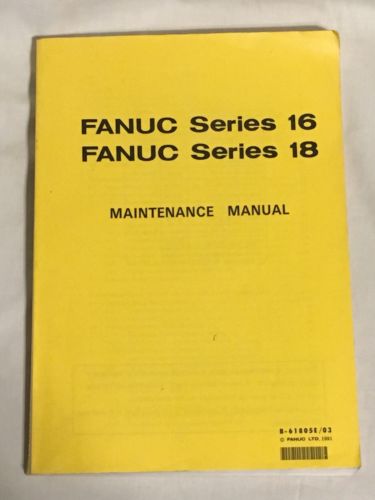 FANUC Series 16
FANUC Series 18
MAINTENANCE MANUAL
B-61805E/03
© FANUC LTD, 1991